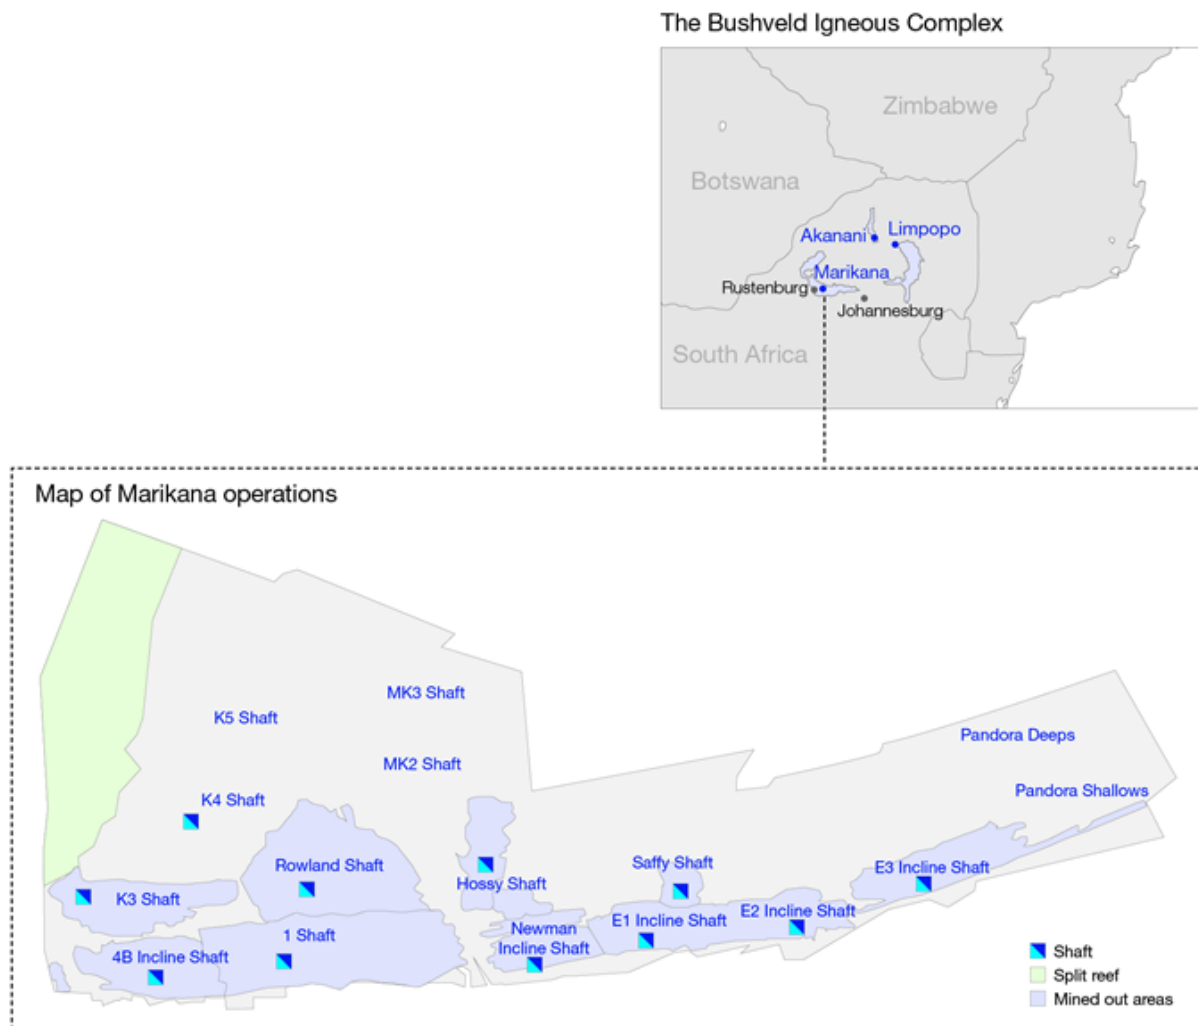 The Bushveld Igneous Complex
Zimbabwe
Botswana
Akanani
Limpopo
Marikana
Rustenburg
Johannesburg
South Africa
Map of Marikana operations
MK3 Shaft
K5 Shaft
Pandora Deeps
MK2 Shaft
Pandora Shallows
K4 Shaft
Rowland Shaft
Saffy Shaft
E3 Incline Shaft
Hossy Shaft
K3 Shaft
E2 Incline Shaft
E1 Incline Shaft
Newman
Incline Shaft
1 Shaft
4B Incline Shaft
Shaft
Split reef
Mined out areas